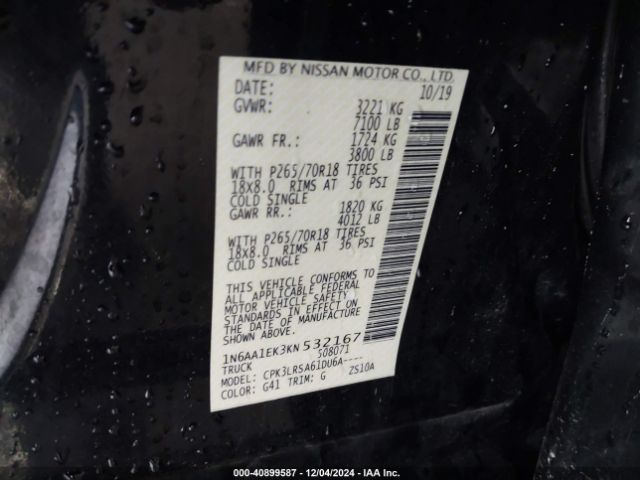 MFD BY NISSAN MOTOR CO., LTD.
DATE: 10/19
GVWR: 3221 KG
7100 LB
GAWR FR.: 1724 KG
3800 LB
WITH P265/70R18 TIRES
18x8.0 RIMS AT 36 PSI
COLD SINGLE
GAWR RR.: 1820 KG
4012 LB
WITH P265/70R18 TIRES
18x8.0 RIMS AT 36 PSI
COLD SINGLE
THIS VEHICLE CONFORMS TO
ALL APPLICABLE FEDERAL
MOTOR VEHICLE SAFETY
STANDARDS IN EFFECT ON
THE DATE OF MANUFACTURE
SHOWN ABOVE.
1N6AA1EK3KN532167
TRUCK 508071
MODEL: CPK3LRSA61DU6A----
COLOR: G41 TRIM: G ZS10A
000-40899587 - 12/04/2024 - IAA Inc.